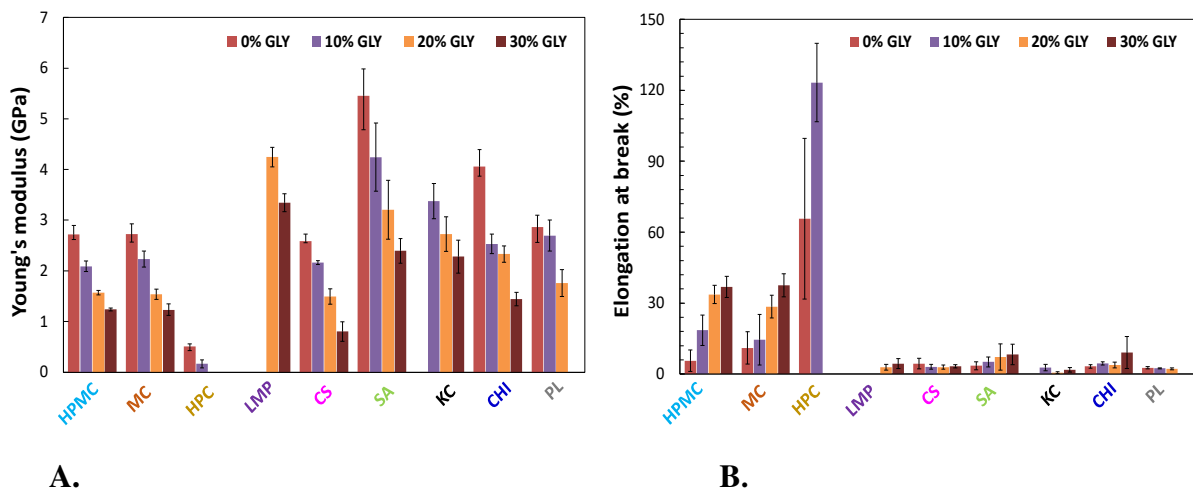 Young's modulus (GPa)
7
6
5
4
3
2
1
0
0% GLY 10% GLY 20% GLY 30% GLY
HPMC MC HPC LMP CS SA KC CHI PL
A.
Elongation at break (%)
150
120
90
60
30
0
0% GLY 10% GLY 20% GLY 30% GLY
HPMC MC HPC LMP CS SA KC CHI PL
B.